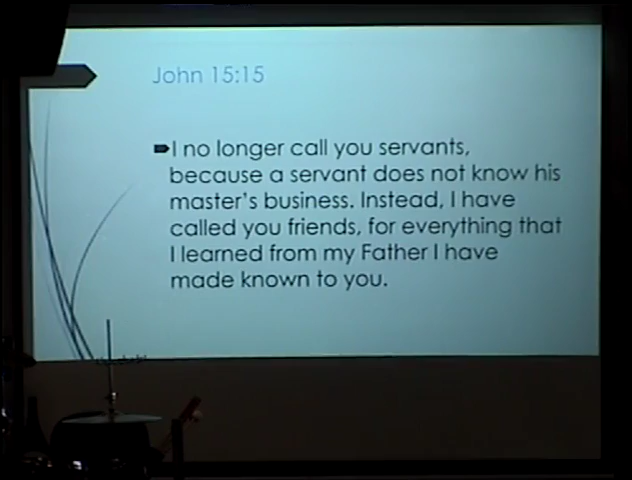 John 15:15
I no longer call you servants,
because a servant does not know his
master's business. Instead, I have
called you friends, for everything that
I learned from my Father I have
made known to you.